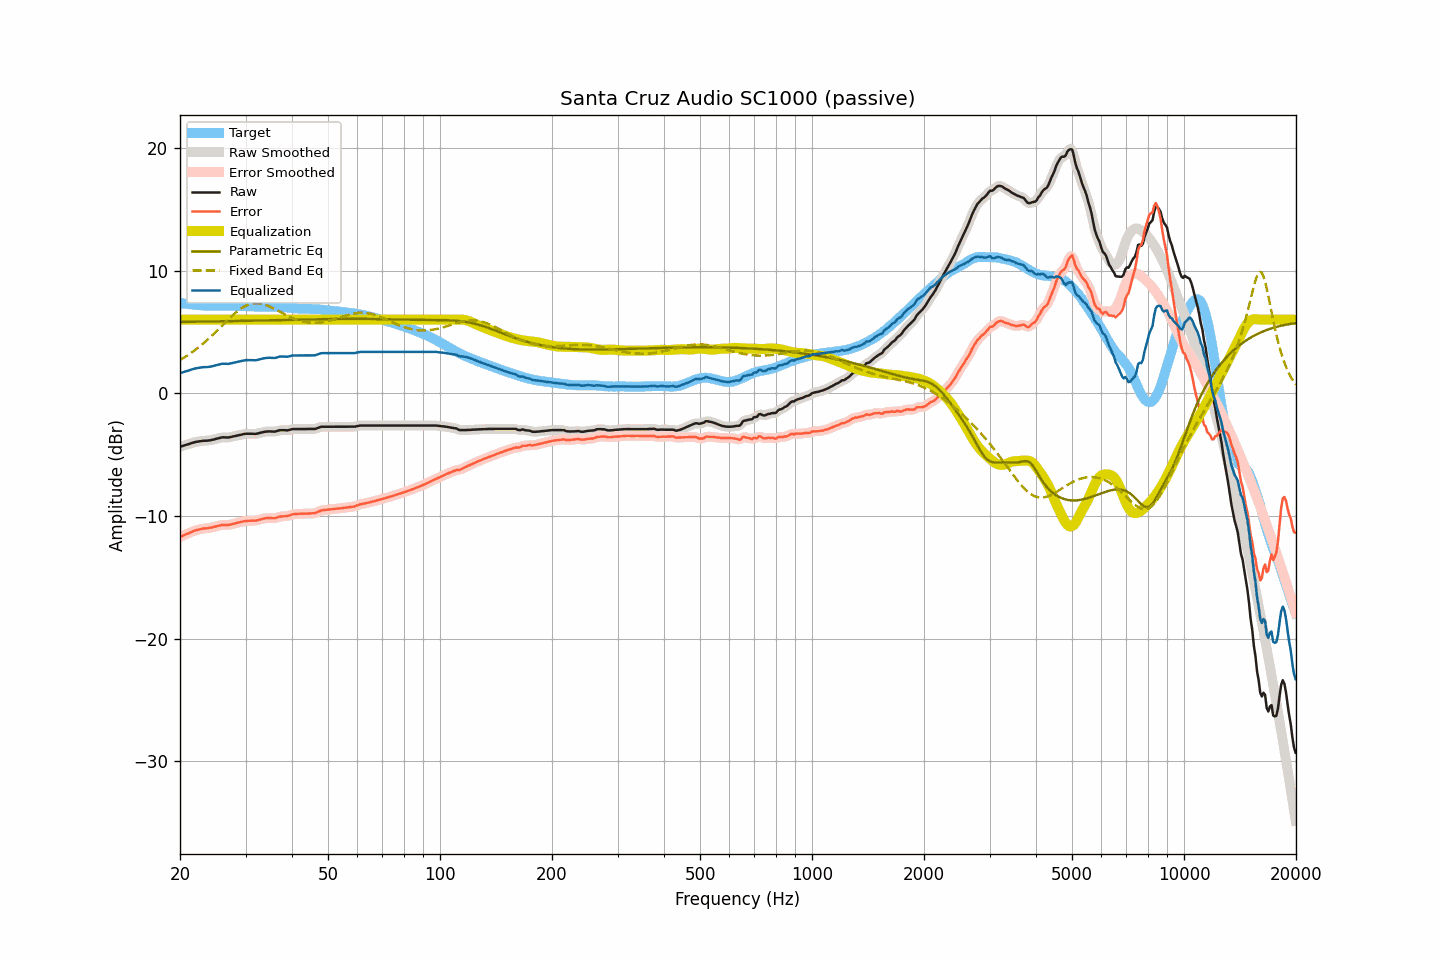 Santa Cruz Audio SC1000 (passive)
Target
Raw Smoothed
Error Smoothed
Raw
Error
Equalization
Parametric Eq
Fixed Band Eq
Equalized
20
10
0
−10
−20
−30
Amplitude (dBr)
20 50 100 200 500 1000 2000 5000 10000 20000
Frequency (Hz)